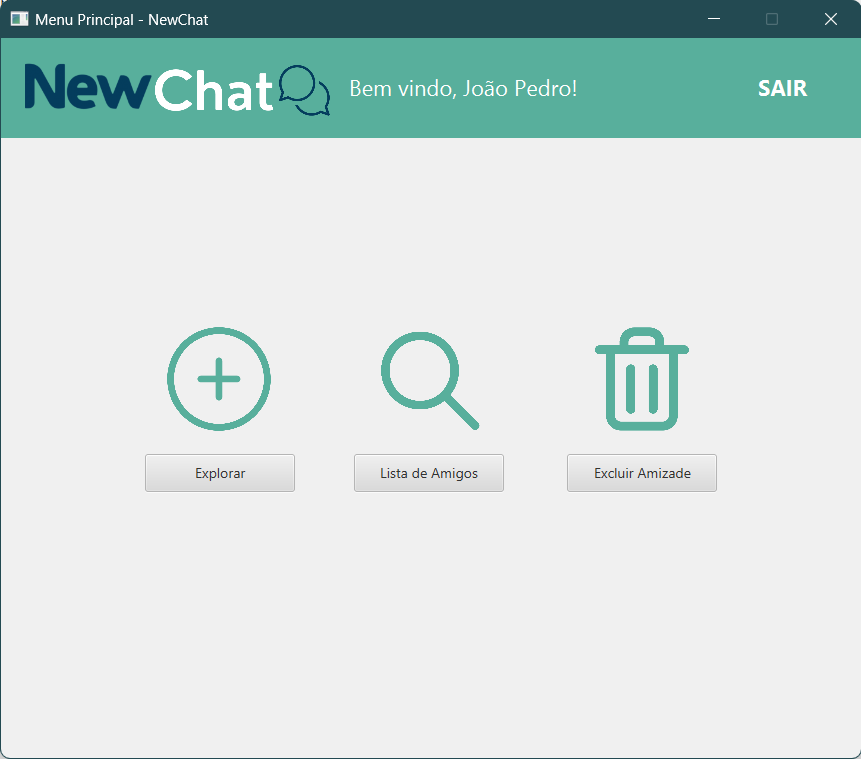 Menu Principal - NewChat
NewChat
Bem vindo, João Pedro!
SAIR
Explorar
Lista de Amigos
Excluir Amizade